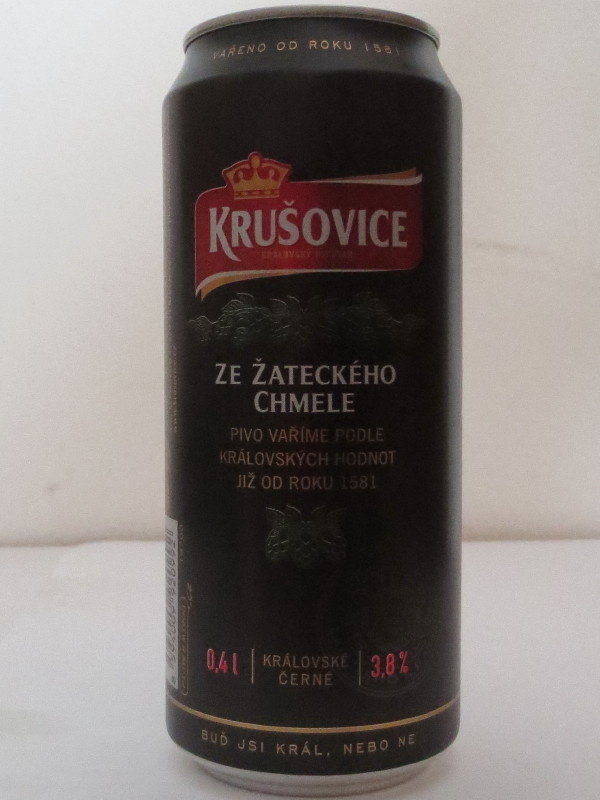 VAŘENO OD ROKU 1581
KRUŠOVICE
ZE ŽATECKÉHO
CHMELE
PIVO VAŘÍME PODLE
KRÁLOVSKÝCH HODNOT
JIŽ OD ROKU 1581
0,4 l
KRÁLOVSKÉ
ČERNÉ
3,8 %
BUĎ JSI KRÁL, NEBO NE